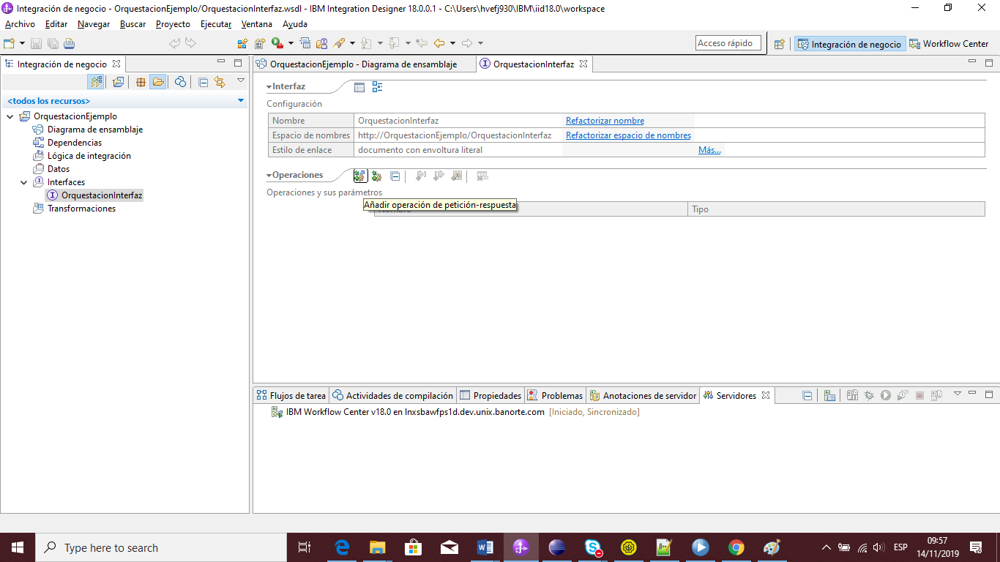 Integración de negocio - OrquestacionEjemplo/OrquestacionInterfaz.wsdl - IBM Integration Designer 18.0.0.1 - C:\Users\hvefj930\IBM\iid18.0\workspace
Archivo Editar Navegar Buscar Proyecto Ejecutar Ventana Ayuda
Acceso rápido Integración de negocio Workflow Center
Integración de negocio
<todos los recursos>
OrquestacionEjemplo
Diagrama de ensamblaje
Dependencias
Lógica de integración
Datos
Interfaces
OrquestacionInterfaz
Transformaciones
OrquestacionEjemplo - Diagrama de ensamblaje OrquestacionInterfaz
Interfaz
Configuración
Nombre OrquestacionInterfaz Refactorizar nombre
Espacio de nombres http://OrquestacionEjemplo/OrquestacionInterfaz Refactorizar espacio de nombres
Estilo de enlace documento con envoltura literal Más...
Operaciones
Operaciones y sus parámetros
Añadir operación de petición-respuesta
Nombre Tipo
Flujos de tarea Actividades de compilación Propiedades Problemas Anotaciones de servidor Servidores
IBM Workflow Center v18.0 en lnxsbawfps1d.dev.unix.banorte.com [Iniciado, Sincronizado]
Type here to search
ESP
09:57
14/11/2019